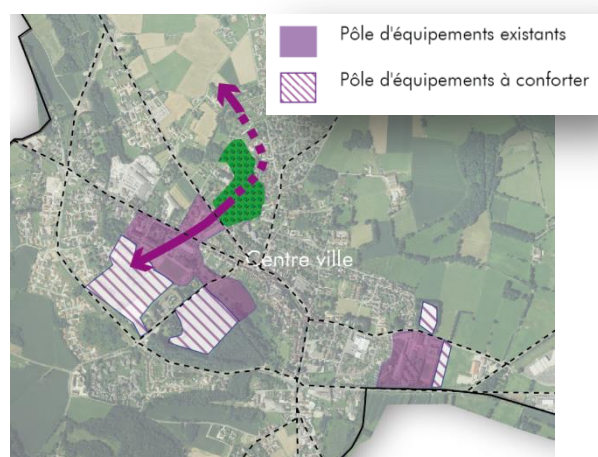 Pôle d'équipements existants
Pôle d'équipements à conforter
Centre ville